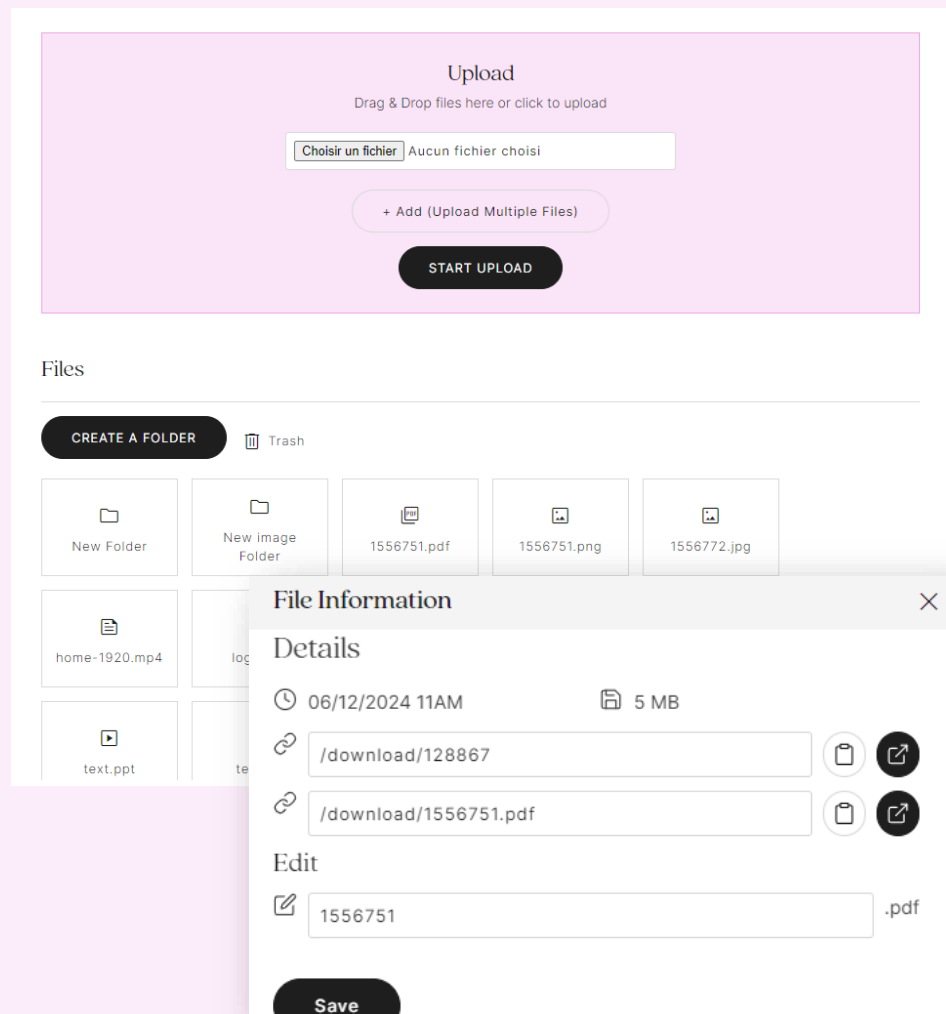 Upload
Drag & Drop files here or click to upload
Choisir un fichier Aucun fichier choisi
+ Add (Upload Multiple Files)
START UPLOAD
Files
CREATE A FOLDER Trash
New Folder
New image
Folder
PDF
1556751.pdf
1556751.png
1556772.jpg
home-1920.mp4
log
text.ppt
te
File Information
Details
06/12/2024 11AM 5 MB
/download/128867
/download/1556751.pdf
Edit
1556751 .pdf
Save